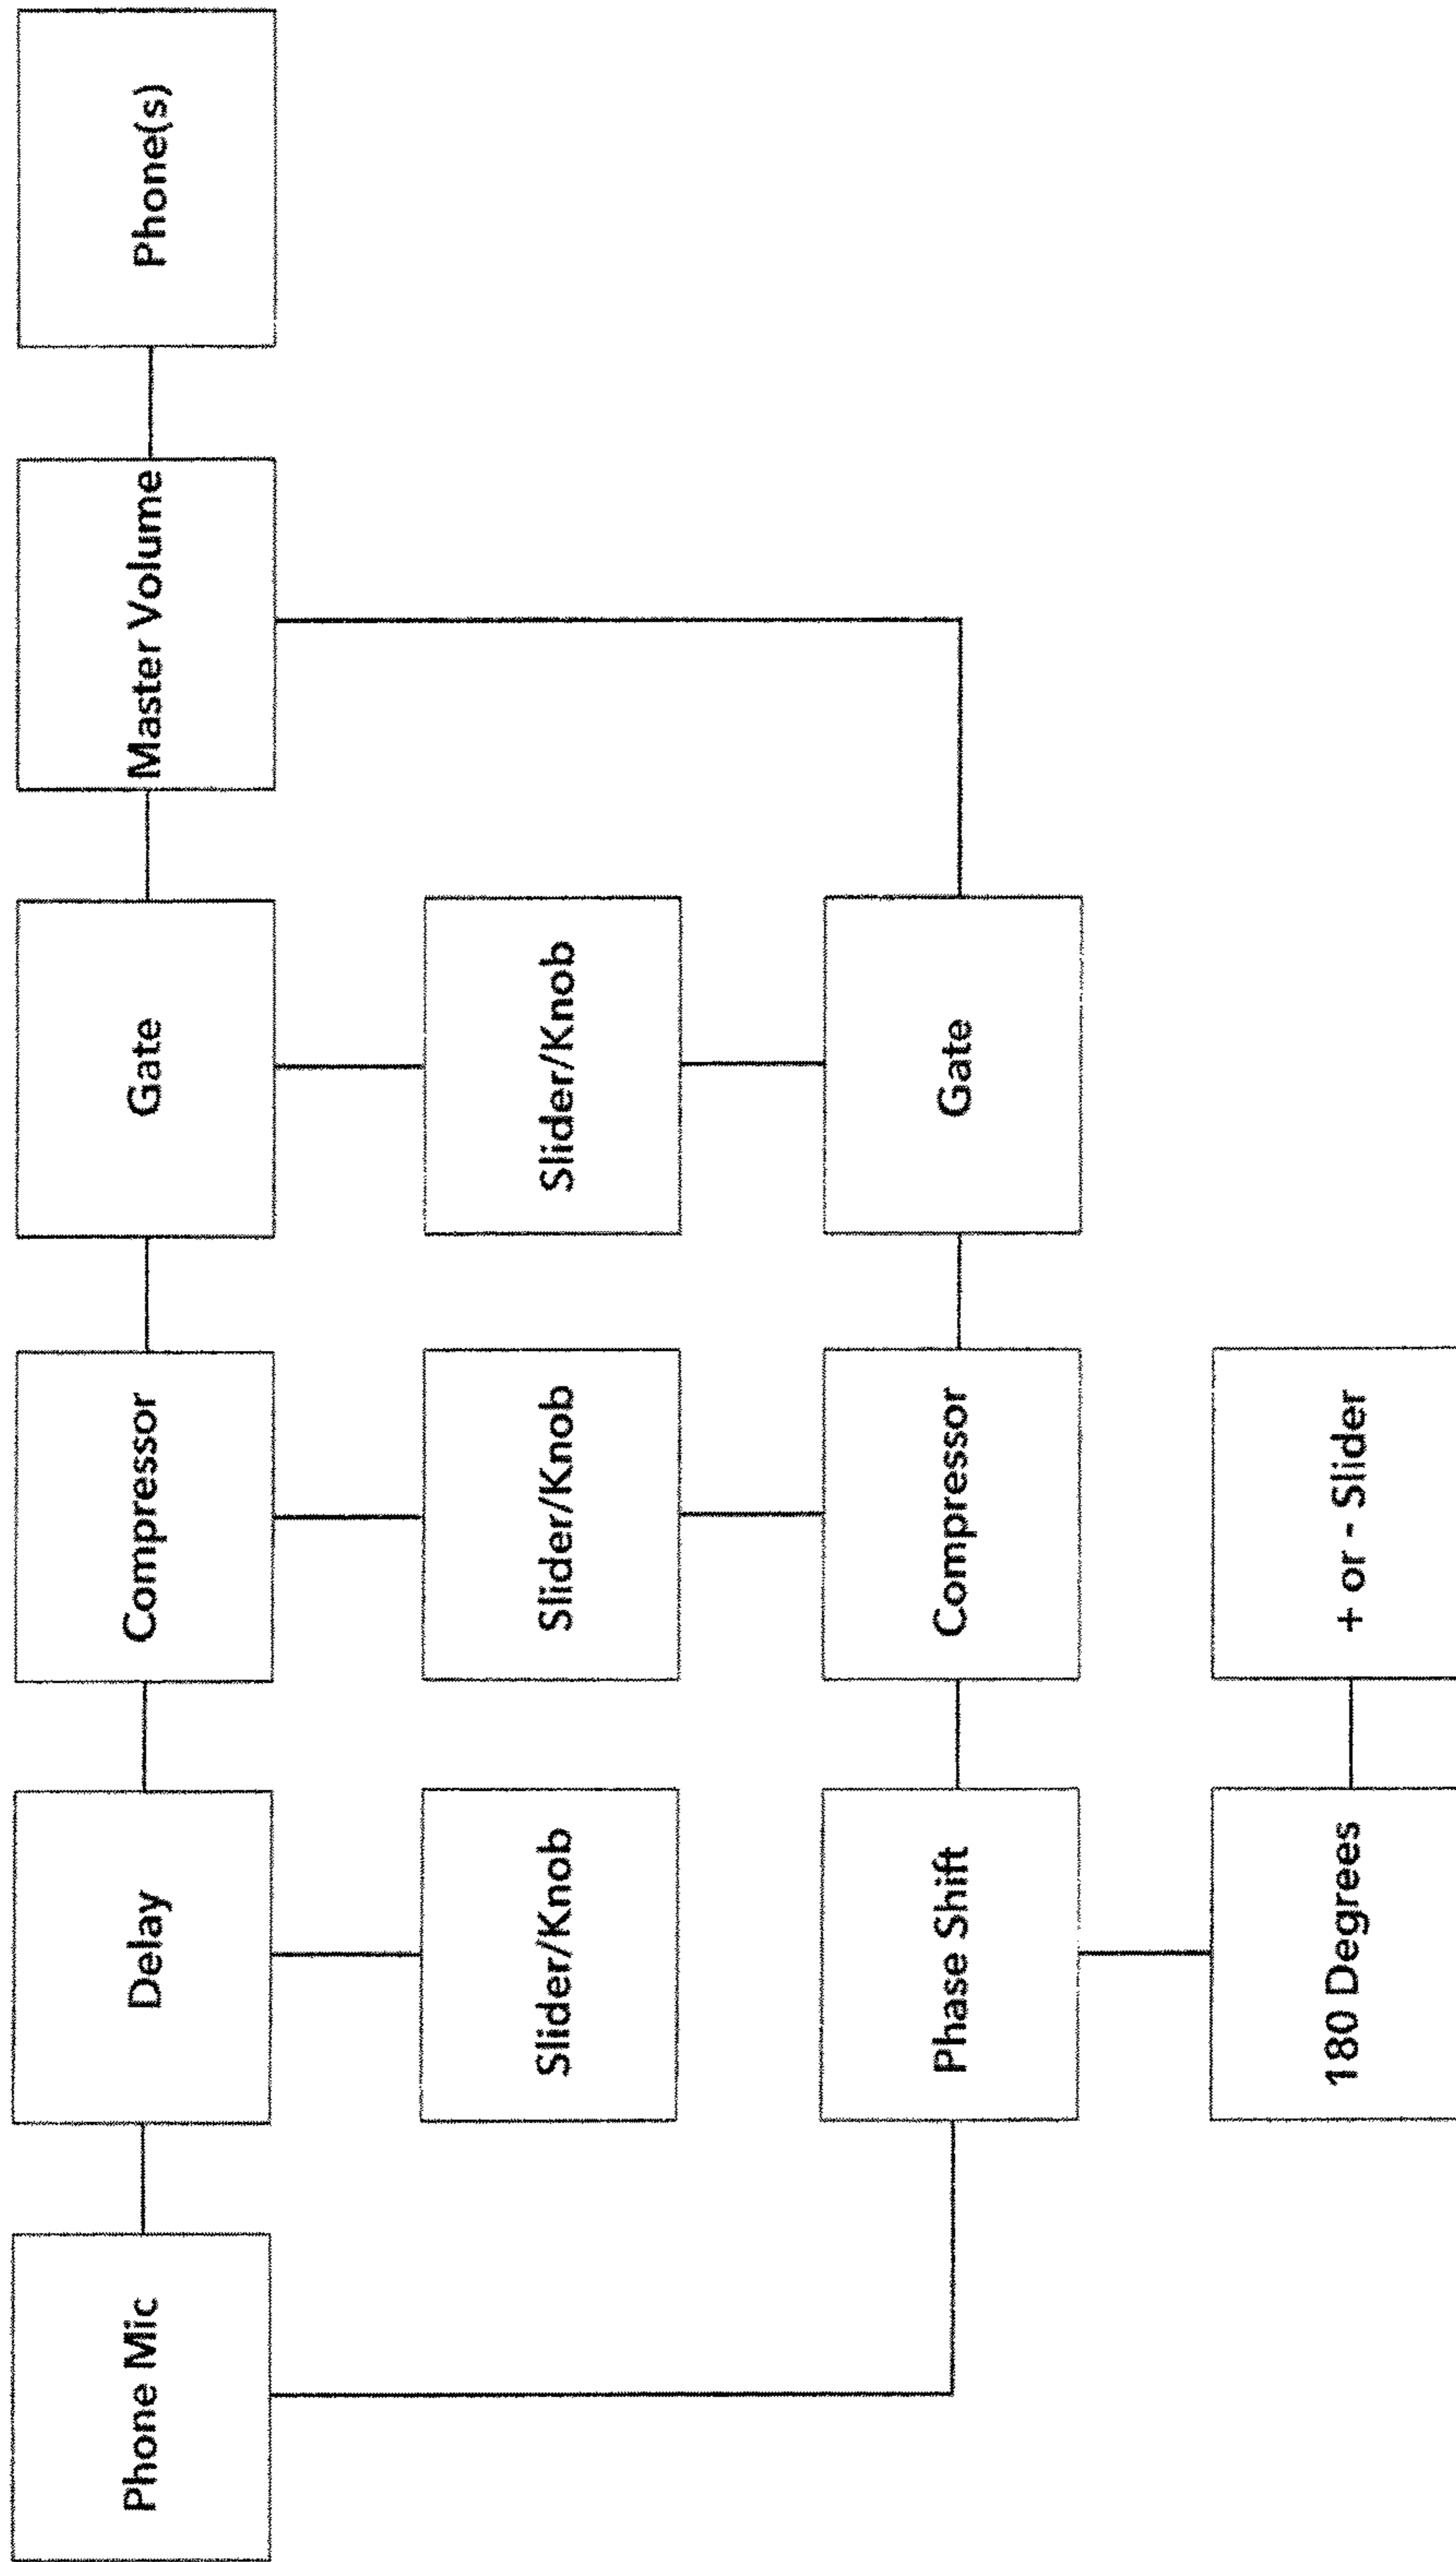 Phone Mic
Delay
Compressor
Gate
Master Volume
Phone(s)
Slider/Knob
Slider/Knob
Slider/Knob
Phase Shift
Compressor
Gate
180 Degrees
+ or - Slider